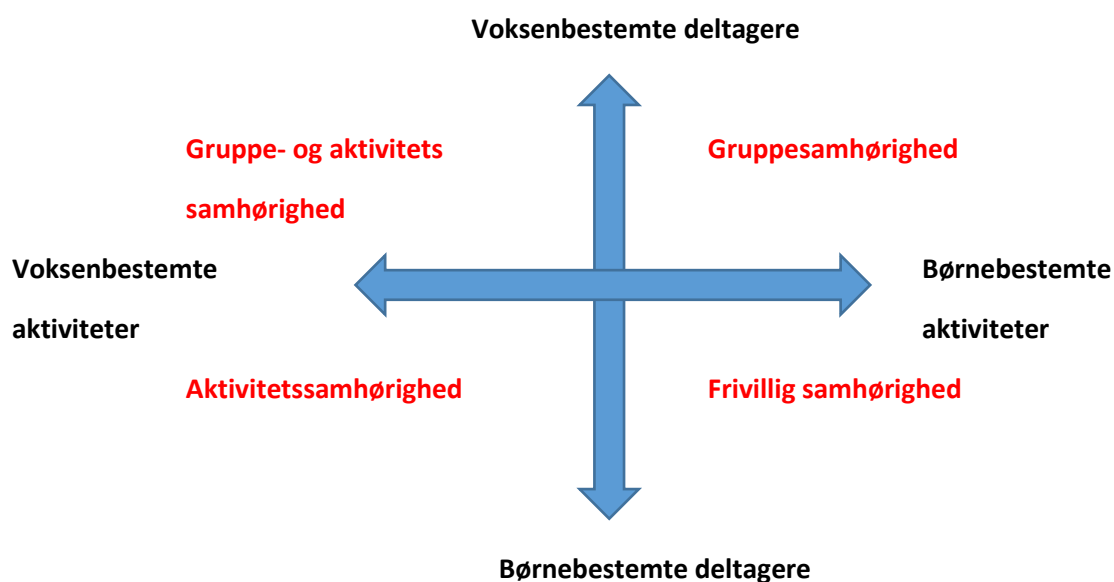 Voksenbestemte deltagere
Gruppe- og aktivitets
samhørighed
Gruppesamhørighed
Voksenbestemte
aktiviteter
Børnebestemte
aktiviteter
Aktivitetssamhørighed
Frivillig samhørighed
Børnebestemte deltagere